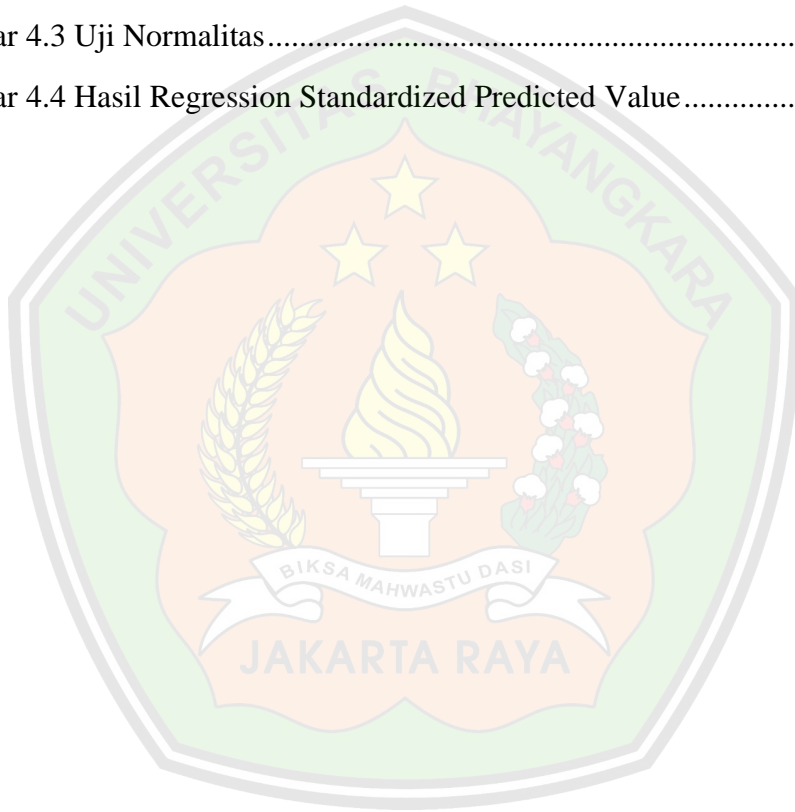 ar 4.3 Uji Normalitas..............................................................
ar 4.4 Hasil Regression Standardized Predicted Value..............
UNIVERSITAS BHAYANGKARA
BIKSA MAHWASTU DASI
JAKARTA RAYA